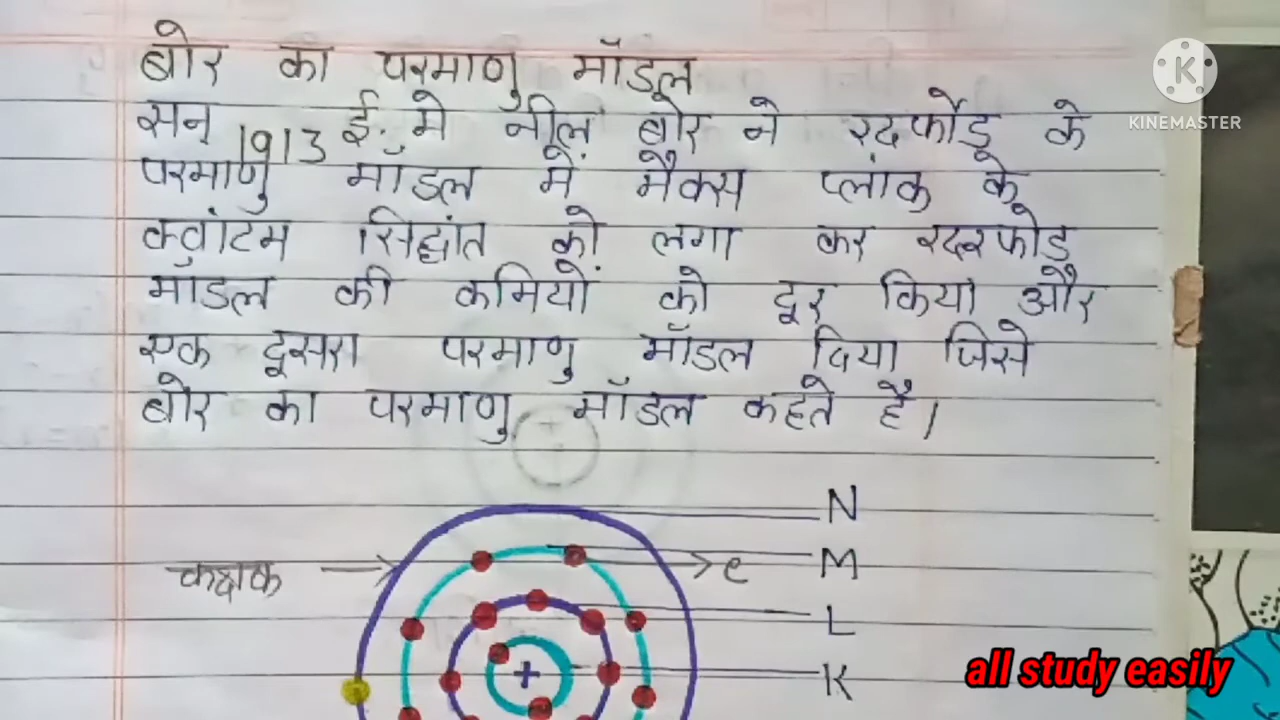 बोर का परमाणु मॉडल
सन् 1913 ई. मे नील बोर ने रदफोर्ड के
परमाणु मॉडल में मैक्स प्लांक के
क्वांटम सिद्धांत को लगा कर रदरफोर्ड
मॉडल की कमियों को दूर किया और
एक दूसरा परमाणु मॉडल दिया जिसे
बोर का परमाणु मॉडल कहते है।
N
कक्षक e M
L
+ K
KINEMASTER
all study easily